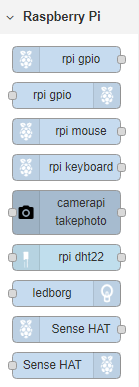 Raspberry Pi
rpi gpio
rpi gpio
rpi mouse
rpi keyboard
camerapi
takephoto
rpi dht22
ledborg
Sense HAT
Sense HAT